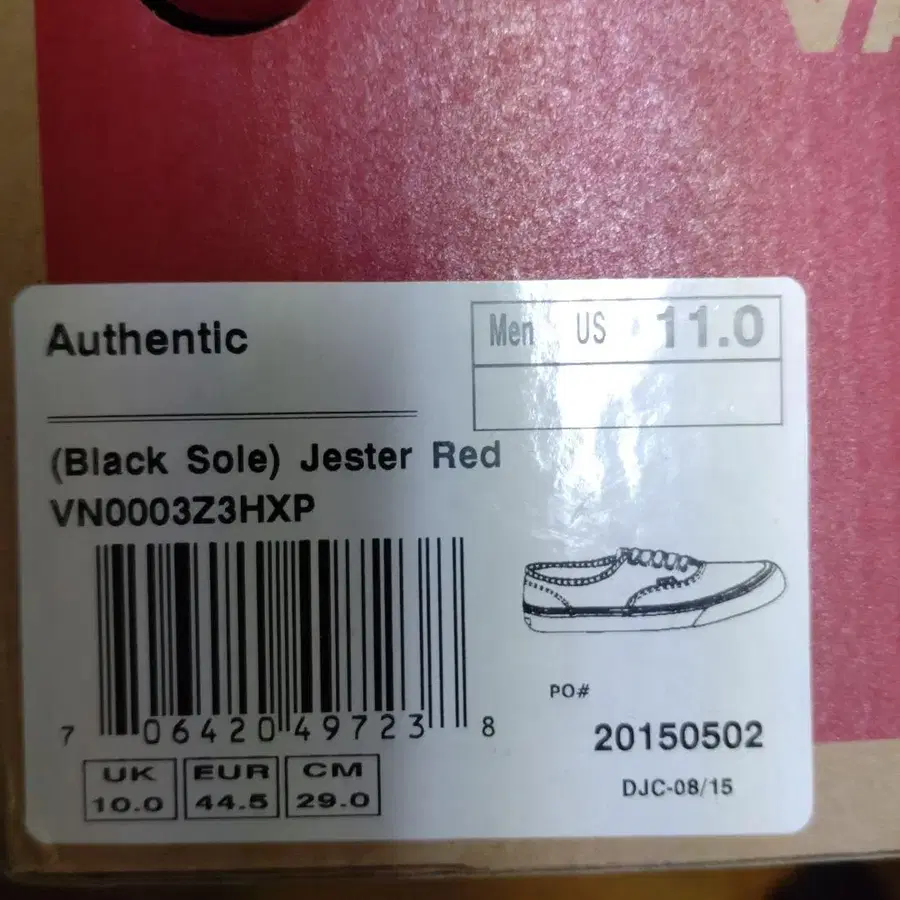 VA
Authentic
Men US 11.0
(Black Sole) Jester Red
VN0003Z3HXP
7 06420 49723 8
PO#
20150502
DJC-08/15
UK EUR CM
10.0 44.5 29.0